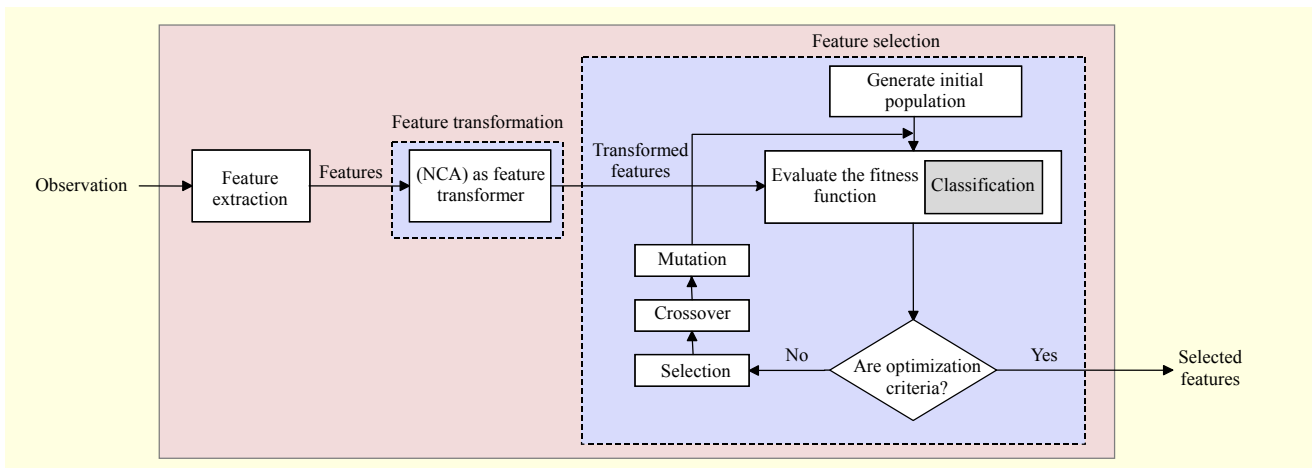 Feature selection
Generate initial
population
Feature transformation
Transformed
features
Observation
Feature
extraction
Features
(NCA) as feature
transformer
Evaluate the fitness
function
Classification
Mutation
Crossover
Selection
No
Are optimization
criteria?
Yes
Selected
features